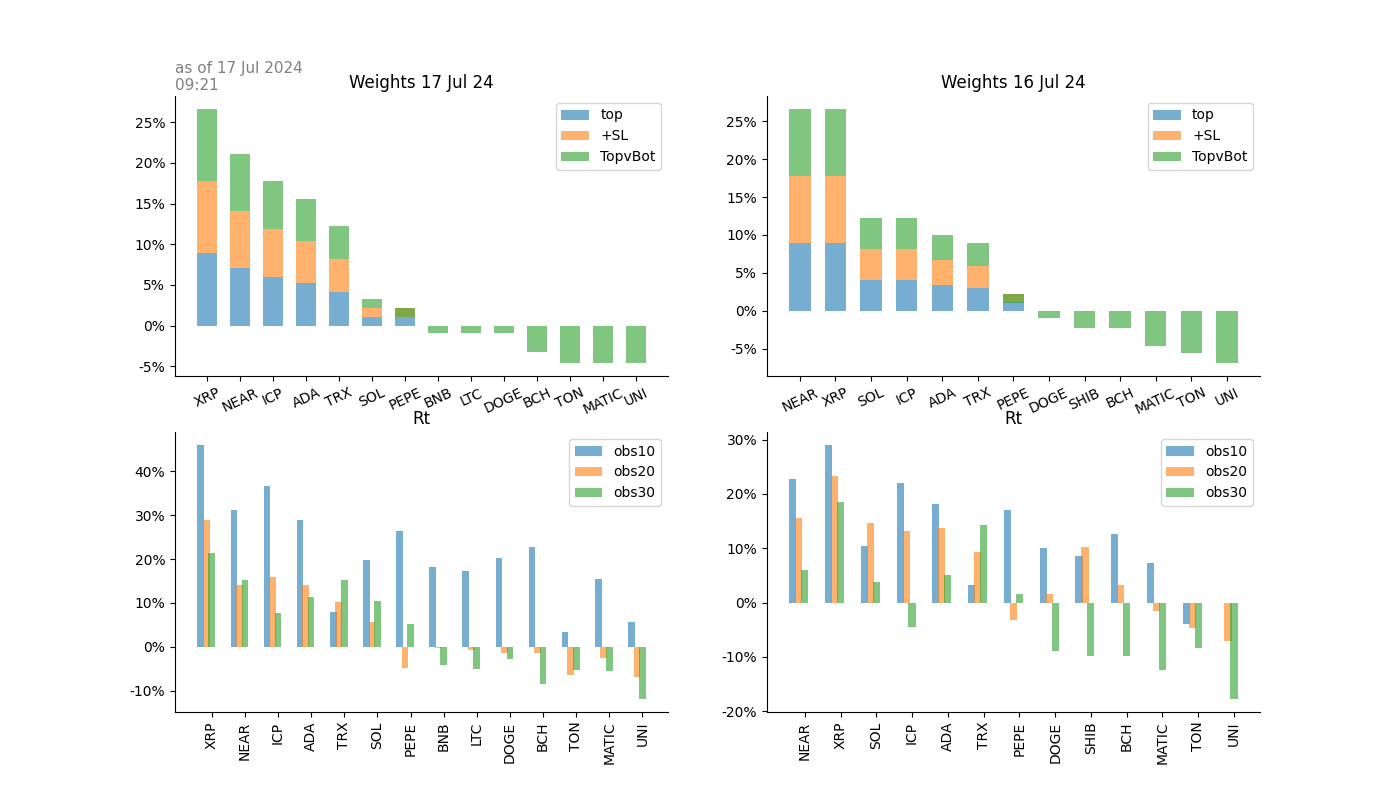 as of 17 Jul 2024
09:21
Weights 17 Jul 24
25%
20%
15%
10%
5%
0%
-5%
top
+SL
TopvBot
XRP NEAR ICP ADA TRX SOL PEPE BNB LTC DOGE BCH TON MATIC UNI
Weights 16 Jul 24
25%
20%
15%
10%
5%
0%
-5%
top
+SL
TopvBot
NEAR XRP SOL ICP ADA TRX PEPE DOGE SHIB BCH MATIC TON UNI
Rt
40%
30%
20%
10%
0%
-10%
obs10
obs20
obs30
XRP NEAR ICP ADA TRX SOL PEPE BNB LTC DOGE BCH TON MATIC UNI
Rt
30%
20%
10%
0%
-10%
-20%
obs10
obs20
obs30
NEAR XRP SOL ICP ADA TRX PEPE DOGE SHIB BCH MATIC TON UNI